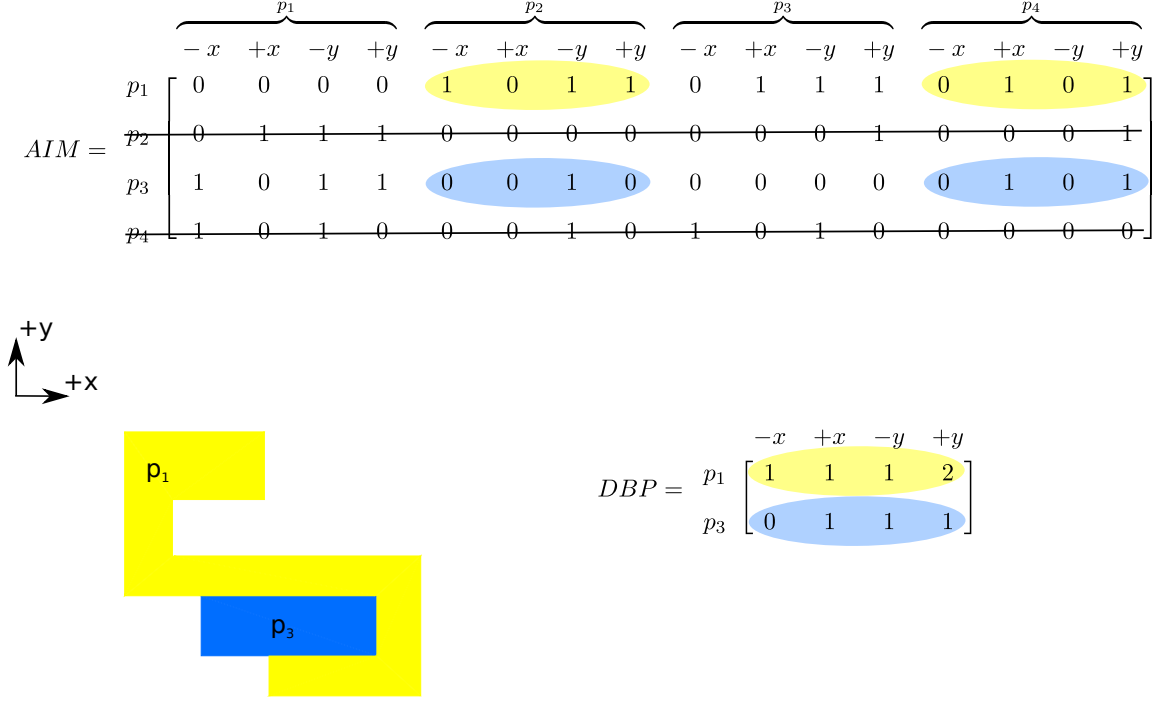 p₁ p₂ p₃ p₄
−x +x −y +y −x +x −y +y −x +x −y +y −x +x −y +y
p₁ 0 0 0 0 1 0 1 1 0 1 1 1 0 1 0 1
p₂ 0 1 1 1 0 0 0 0 0 0 0 1 0 0 0 1
AIM =
p₃ 1 0 1 1 0 0 1 0 0 0 0 0 0 1 0 1
p₄ 1 0 1 0 0 0 1 0 1 0 1 0 0 0 0 0
+y
+x
p₁
p₃
−x +x −y +y
p₁ 1 1 1 2
DBP =
p₃ 0 1 1 1